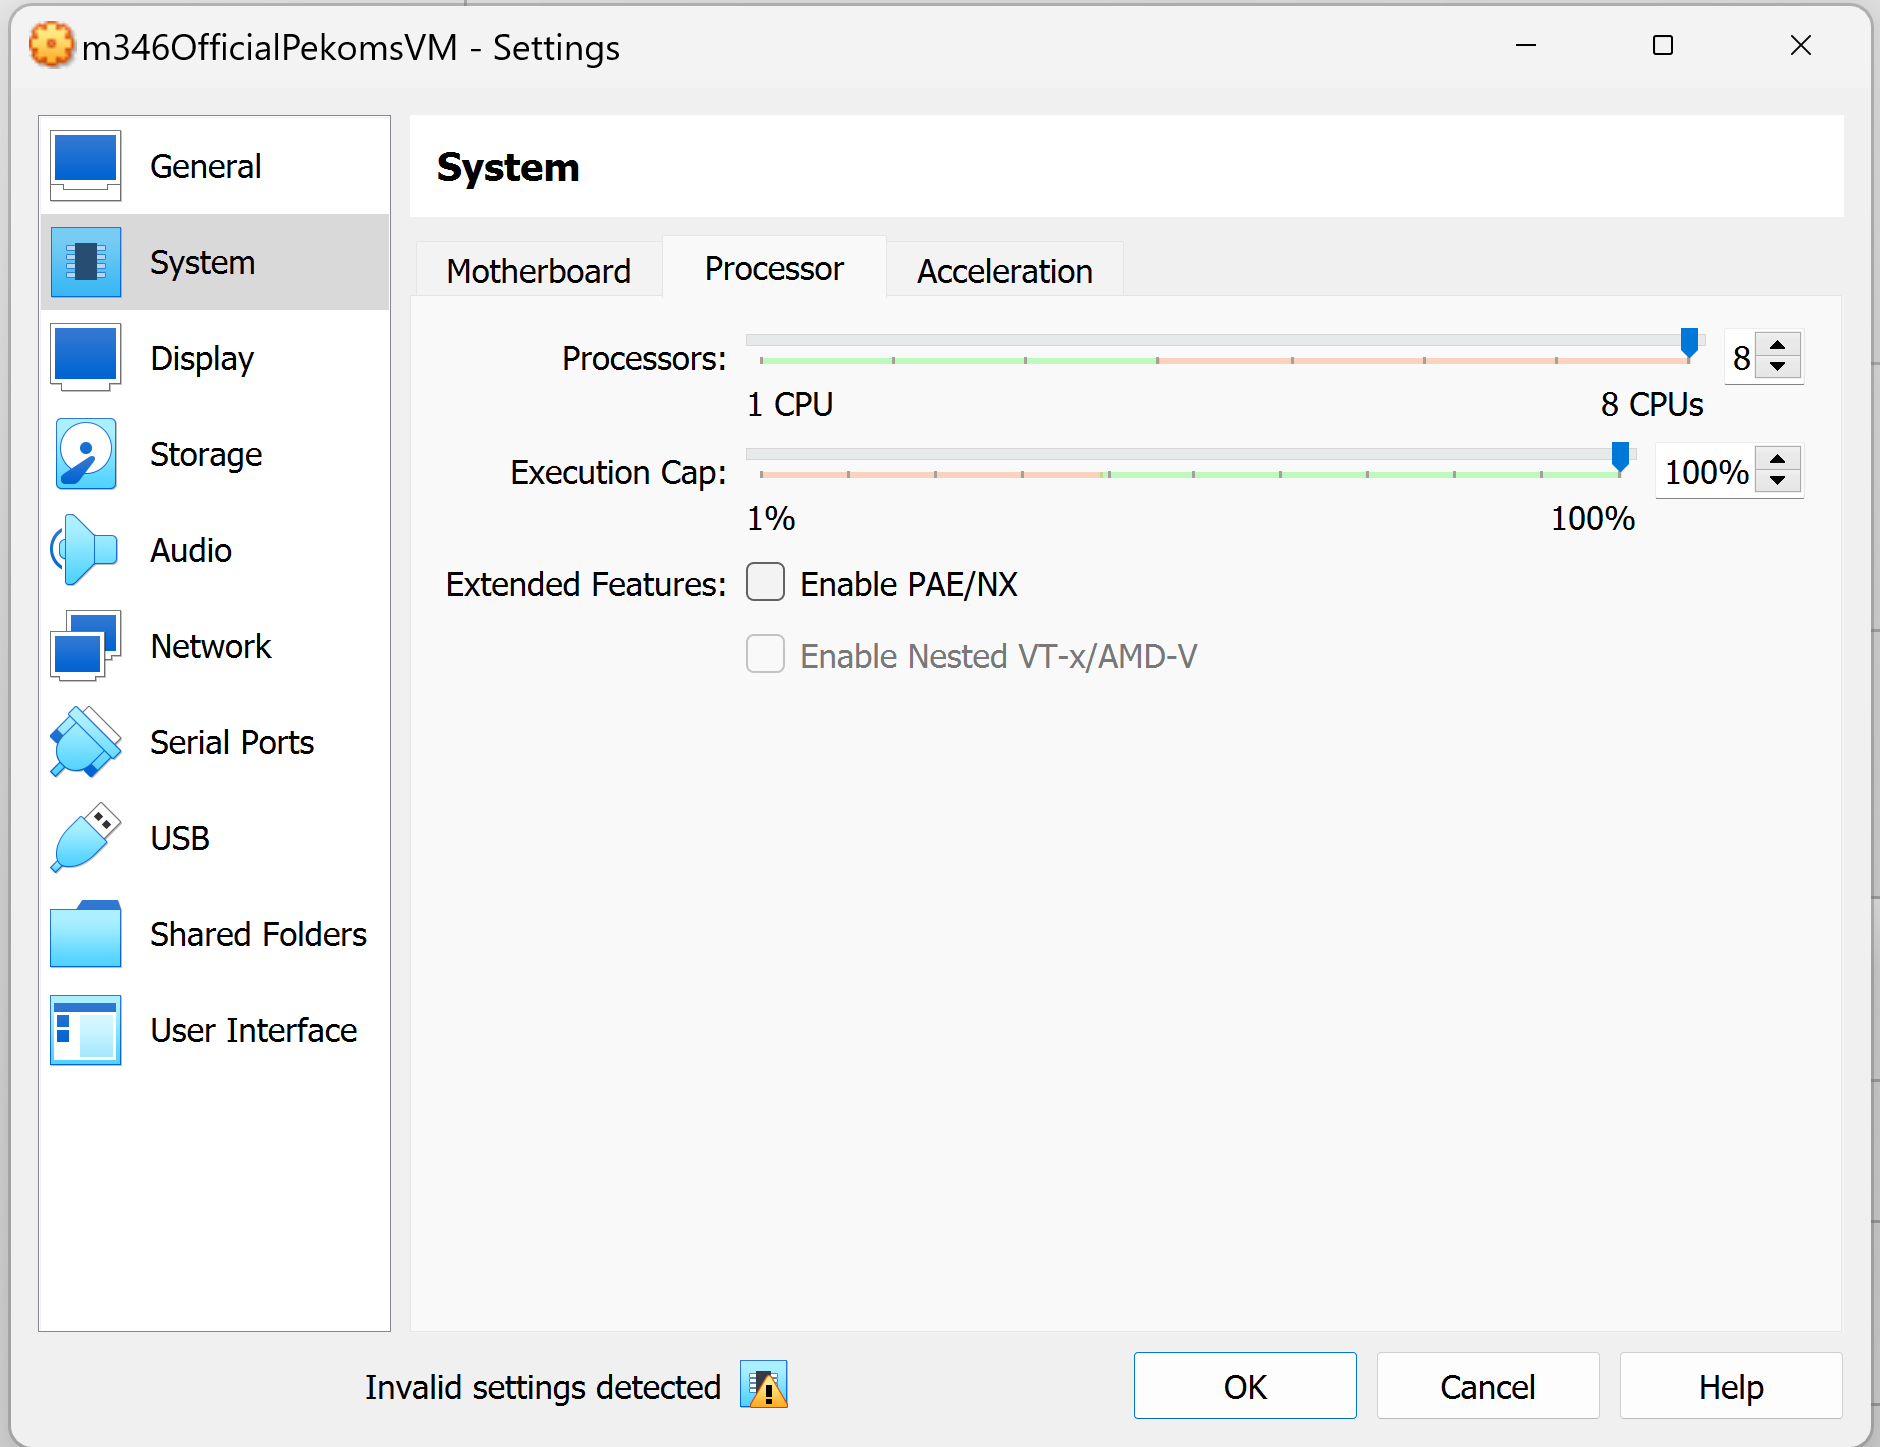 m346OfficialPekomsVM - Settings
General
System
Display
Storage
Audio
Network
Serial Ports
USB
Shared Folders
User Interface
System
Motherboard Processor Acceleration
Processors: 8
1 CPU 8 CPUs
Execution Cap: 100%
1% 100%
Extended Features: Enable PAE/NX
Enable Nested VT-x/AMD-V
Invalid settings detected OK Cancel Help